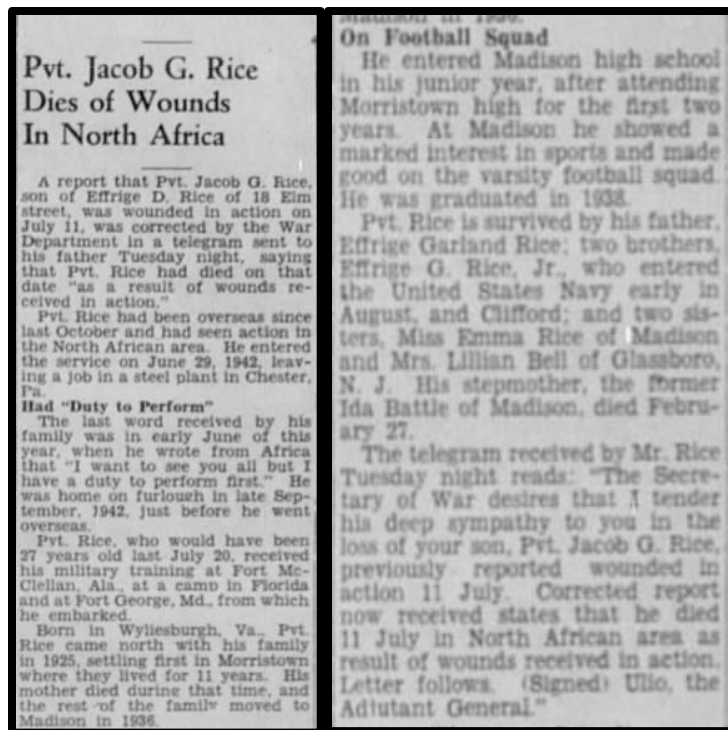 Pvt. Jacob G. Rice
Dies of Wounds
In North Africa
A report that Pvt. Jacob G. Rice,
son of Effrige D. Rice of 18 Elm
street, was wounded in action on
July 11, was corrected by the War
Department in a telegram sent to
his father Tuesday night, saying
that Pvt. Rice had died on that
date "as a result of wounds re-
ceived in action."
Pvt. Rice had been overseas since
last October and had seen action in
the North African area. He entered
the service on June 29, 1942, leav-
ing a job in a steel plant in Chester,
Pa.
Had "Duty to Perform"
The last word received by his
family was in early June of this
year, when he wrote from Africa
that "I want to see you all but I
have a duty to perform first." He
was home on furlough in late Sep-
tember, 1942, just before he went
overseas.
Pvt. Rice, who would have been
27 years old last July 20, received
his military training at Fort Mc-
Clellan, Ala., at a camp in Florida
and at Fort George, Md., from which
he embarked.
Born in Wyliesburgh, Va., Pvt.
Rice came north with his family
in 1925, settling first in Morristown
where they lived for 11 years. His
mother died during that time, and
the rest of the family moved to
Madison in 1936.
Madison in 1936.
On Football Squad
He entered Madison high school
in his junior year, after attending
Morristown high for the first two
years. At Madison he showed a
marked interest in sports and made
good on the varsity football squad.
He was graduated in 1938.
Pvt. Rice is survived by his father,
Effrige Garland Rice; two brothers,
Effrige G. Rice, Jr., who entered
the United States Navy early in
August, and Clifford; and two sis-
ters, Miss Emma Rice of Madison
and Mrs. Lillian Bell of Glassboro,
N. J. His stepmother, the former
Ida Battle of Madison, died Febru-
ary 27.
The telegram received by Mr. Rice
Tuesday night reads: "The Secre-
tary of War desires that I tender
his deep sympathy to you in the
loss of your son, Pvt. Jacob G. Rice,
previously reported wounded in
action 11 July. Corrected report
now received states that he died
11 July in North African area as
result of wounds received in action.
Letter follows. (Signed) Ulio, the
Adjutant General."